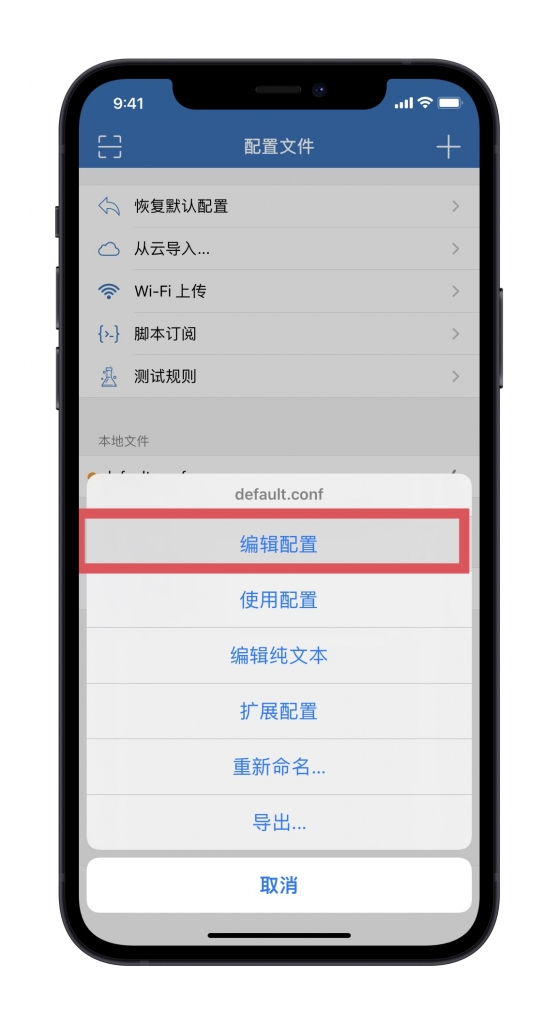 9:41
配置文件
恢复默认配置
从云导入...
Wi-Fi 上传
脚本订阅
测试规则
本地文件
default.conf
编辑配置
使用配置
编辑纯文本
扩展配置
重新命名...
导出...
取消